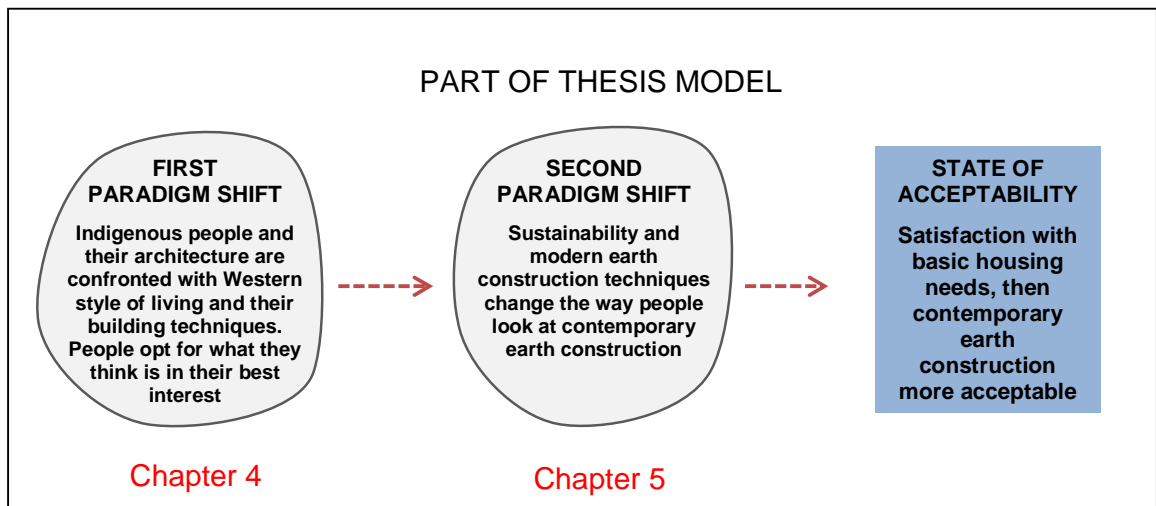 PART OF THESIS MODEL
FIRST
PARADIGM SHIFT
Indigenous people and
their architecture are
confronted with Western
style of living and their
building techniques.
People opt for what they
think is in their best
interest
SECOND
PARADIGM SHIFT
Sustainability and
modern earth
construction techniques
change the way people
look at contemporary
earth construction
STATE OF
ACCEPTABILITY
Satisfaction with
basic housing
needs, then
contemporary
earth
construction
more acceptable
Chapter 4
Chapter 5